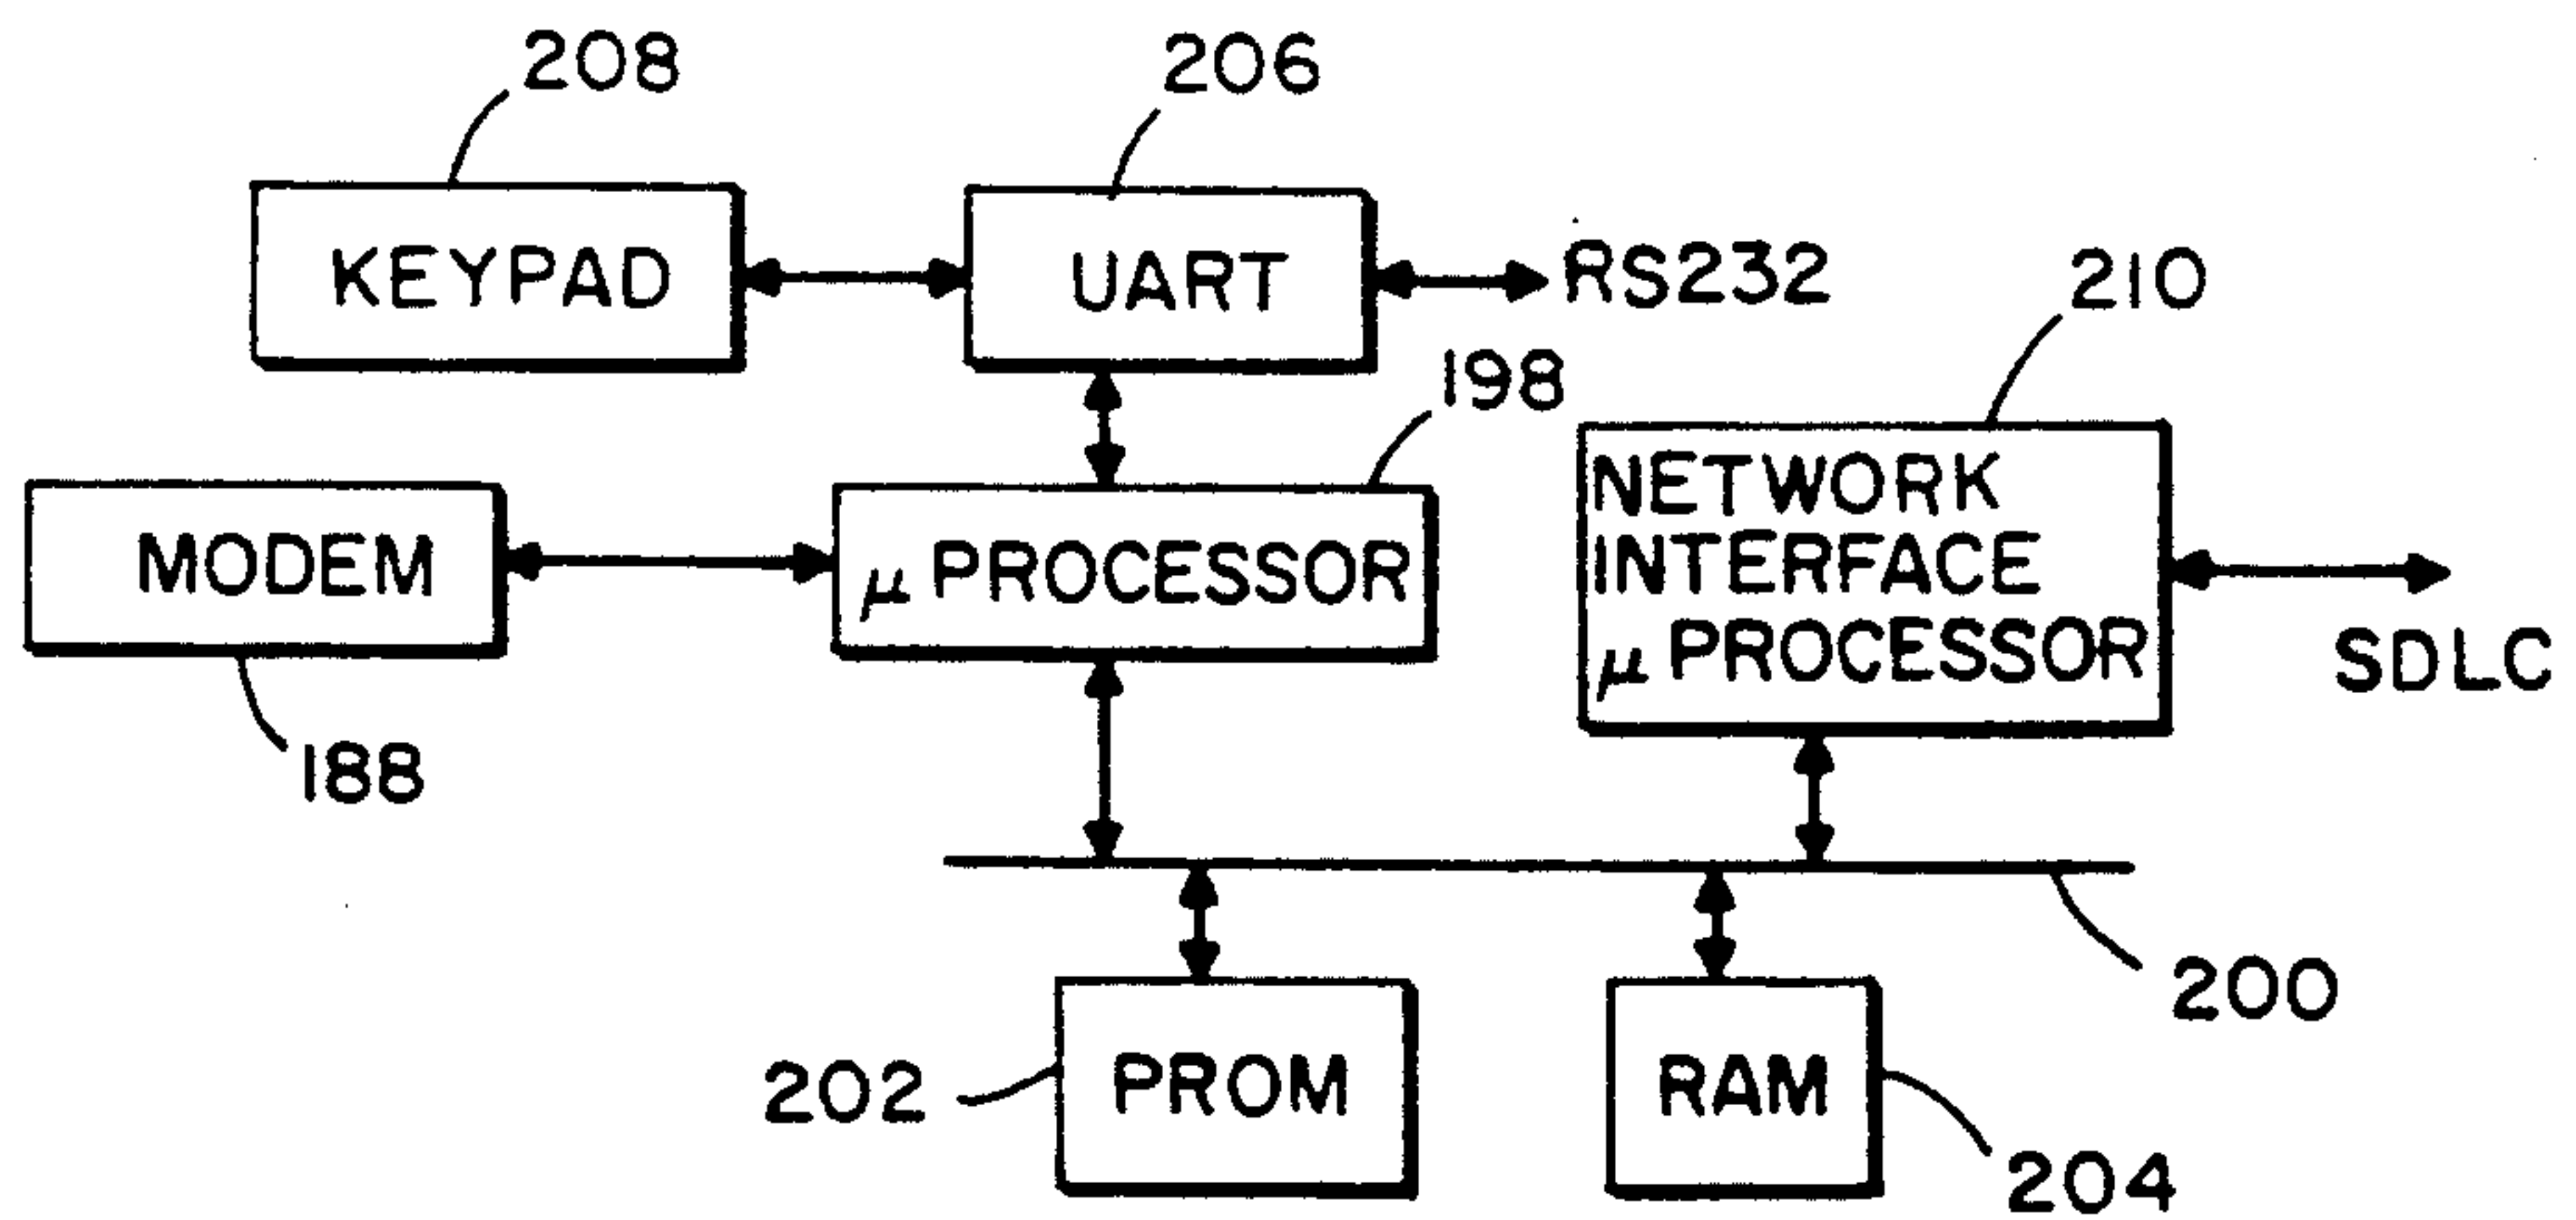 208
206
KEYPAD
UART
RS232
210
198
MODEM
µ PROCESSOR
NETWORK
INTERFACE
µ PROCESSOR
SDLC
188
200
202
PROM
RAM
204